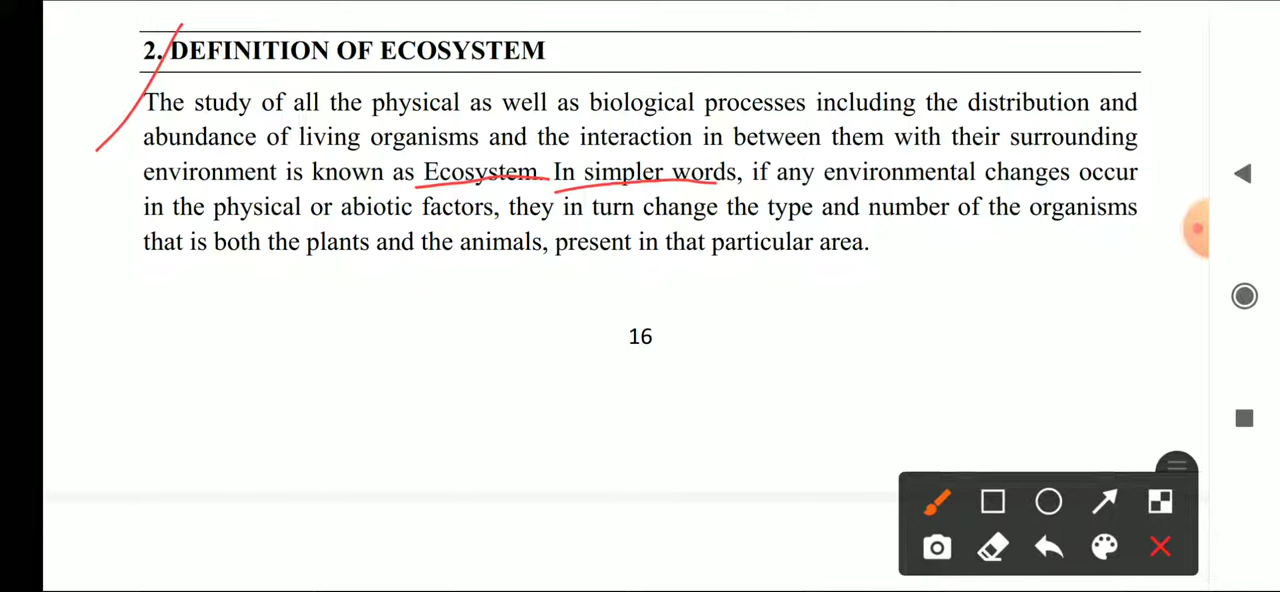 2. DEFINITION OF ECOSYSTEM
The study of all the physical as well as biological processes including the distribution and
abundance of living organisms and the interaction in between them with their surrounding
environment is known as Ecosystem. In simpler words, if any environmental changes occur
in the physical or abiotic factors, they in turn change the type and number of the organisms
that is both the plants and the animals, present in that particular area.
16